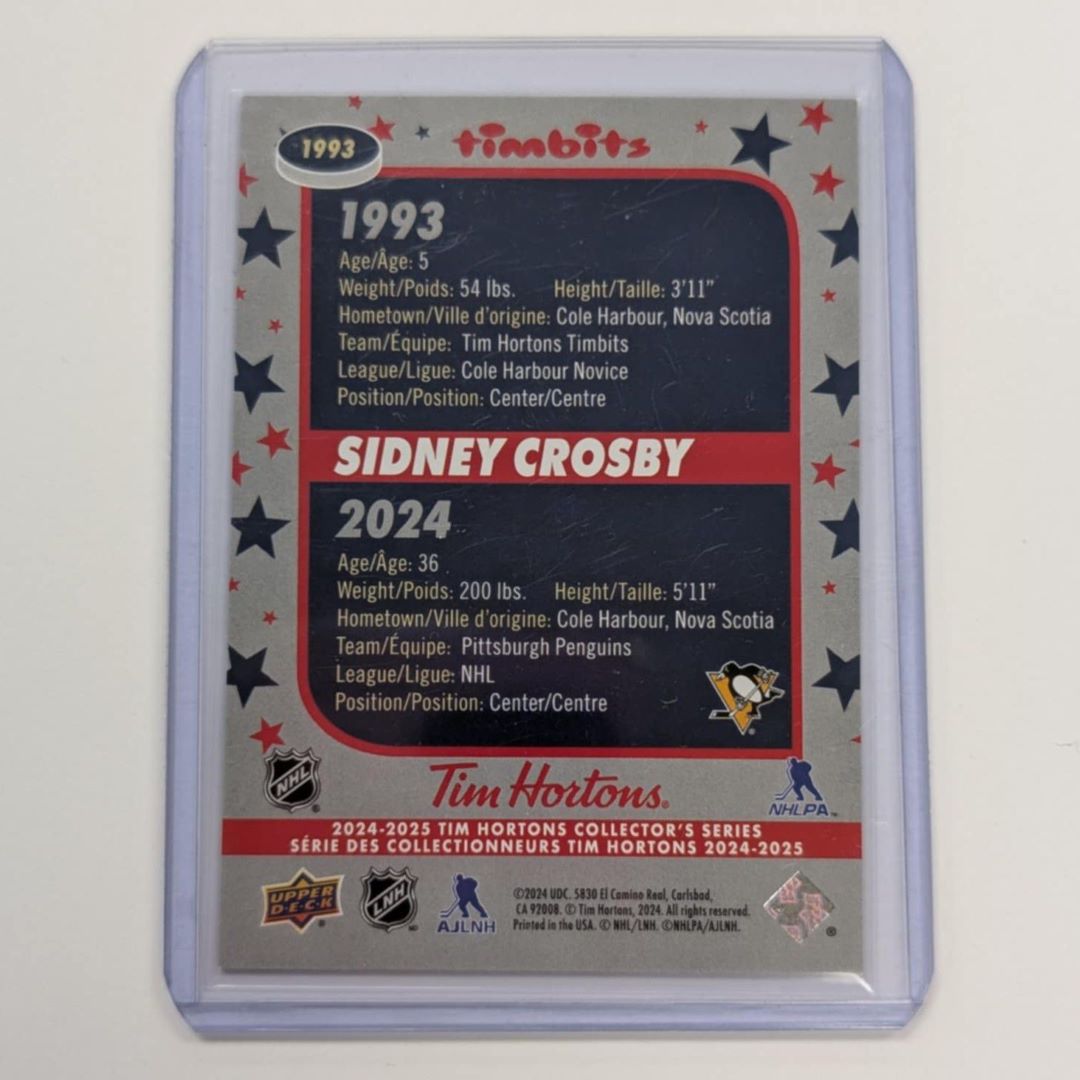 1993
timbits
1993
Age/Âge: 5
Weight/Poids: 54 lbs. Height/Taille: 3'11"
Hometown/Ville d'origine: Cole Harbour, Nova Scotia
Team/Équipe: Tim Hortons Timbits
League/Ligue: Cole Harbour Novice
Position/Position: Center/Centre
SIDNEY CROSBY
2024
Age/Âge: 36
Weight/Poids: 200 lbs. Height/Taille: 5'11"
Hometown/Ville d'origine: Cole Harbour, Nova Scotia
Team/Équipe: Pittsburgh Penguins
League/Ligue: NHL
Position/Position: Center/Centre
NHL ®
Tim Hortons®
NHLPA™
2024-2025 TIM HORTONS COLLECTOR'S SERIES
SÉRIE DES COLLECTIONNEURS TIM HORTONS 2024-2025
UPPER DECK ®
LNH MD
AJLNH
©2024 UDC. 5830 El Camino Real, Carlsbad,
CA 92008. © Tim Hortons, 2024. All rights reserved.
Printed in the USA. © NHL/LNH. ©NHLPA/AJLNH.
®